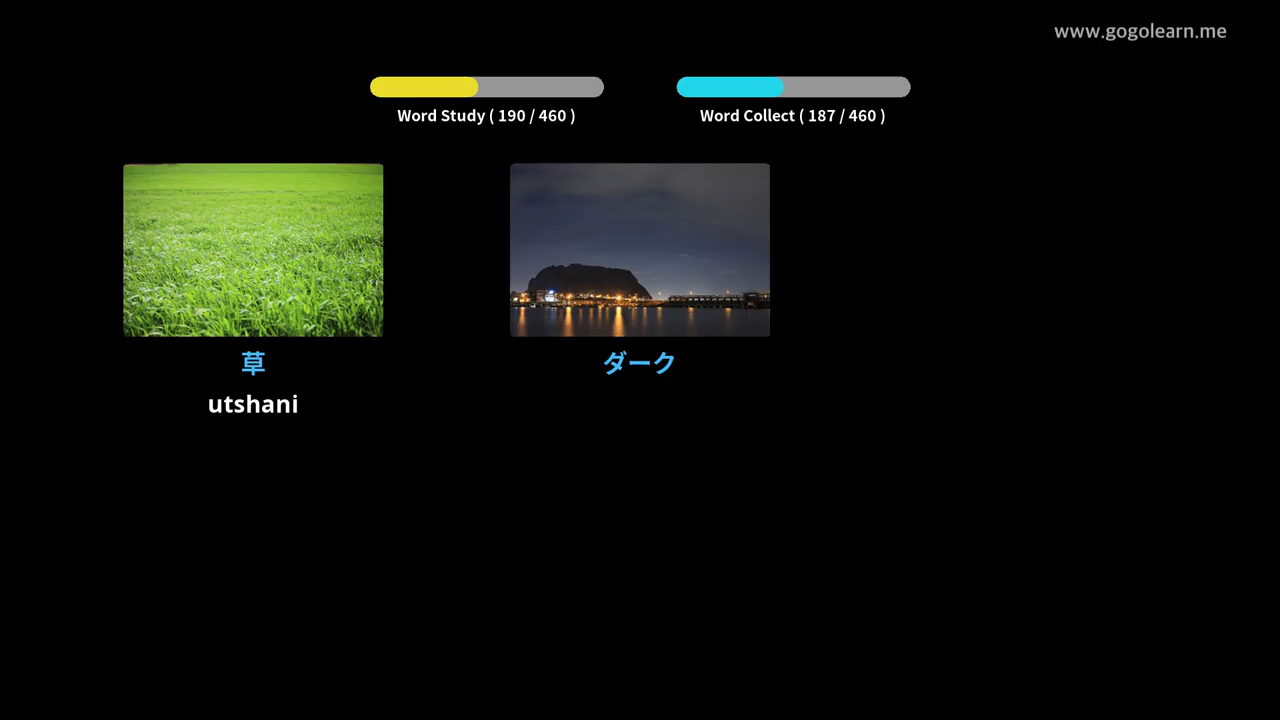 www.gogolearn.me
Word Study ( 190 / 460 )
Word Collect ( 187 / 460 )
草
ダーク
utshani